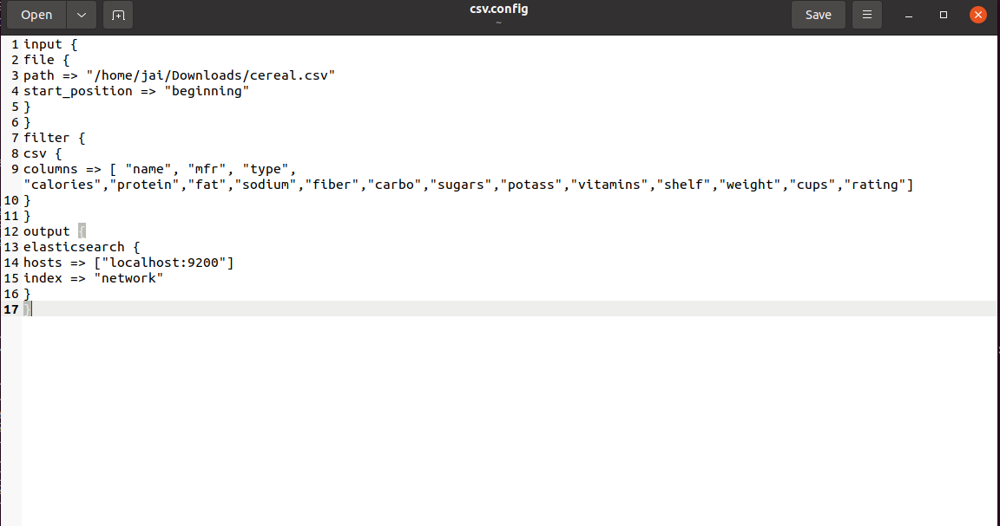 Open
csv.config
~
Save
1 input {
2 file {
3 path => "/home/jai/Downloads/cereal.csv"
4 start_position => "beginning"
5 }
6 }
7 filter {
8 csv {
9 columns => [ "name", "mfr", "type",
"calories","protein","fat","sodium","fiber","carbo","sugars","potass","vitamins","shelf","weight","cups","rating"]
10 }
11 }
12 output {
13 elasticsearch {
14 hosts => ["localhost:9200"]
15 index => "network"
16 }
17 }